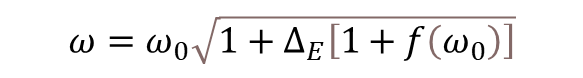 ω = ω₀√(1 + Δ_E[1 + f(ω₀)])